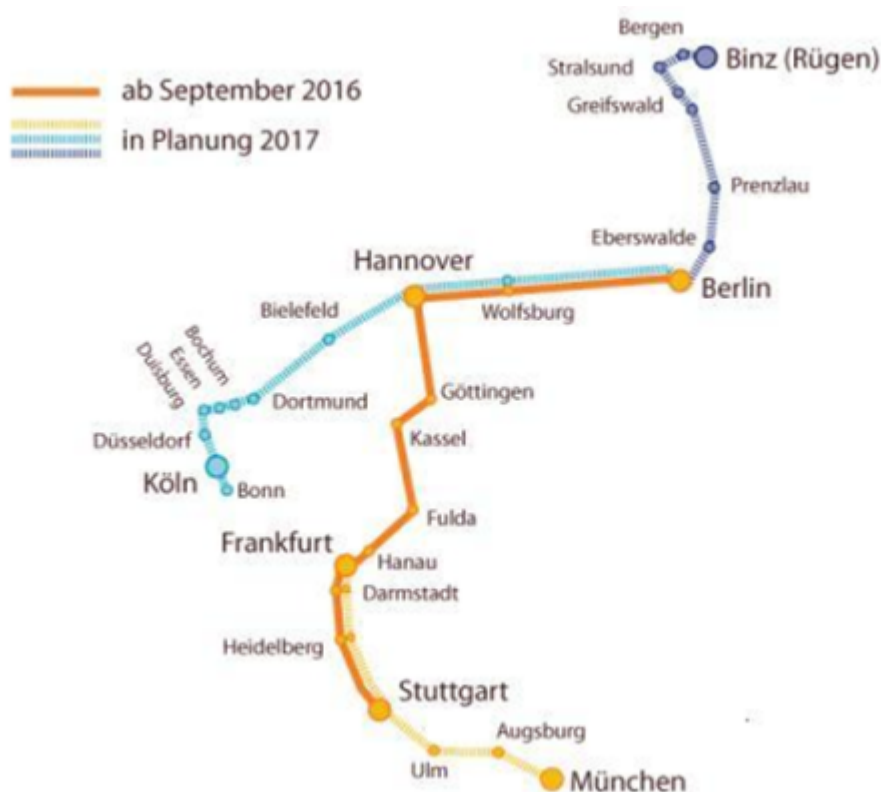 Bergen
Binz (Rügen)
Stralsund
ab September 2016
Greifswald
in Planung 2017
Prenzlau
Eberswalde
Hannover
Berlin
Wolfsburg
Bielefeld
Bochum
Essen
Duisburg
Göttingen
Dortmund
Kassel
Düsseldorf
Köln
Bonn
Fulda
Frankfurt
Hanau
Darmstadt
Heidelberg
Stuttgart
Augsburg
Ulm
München